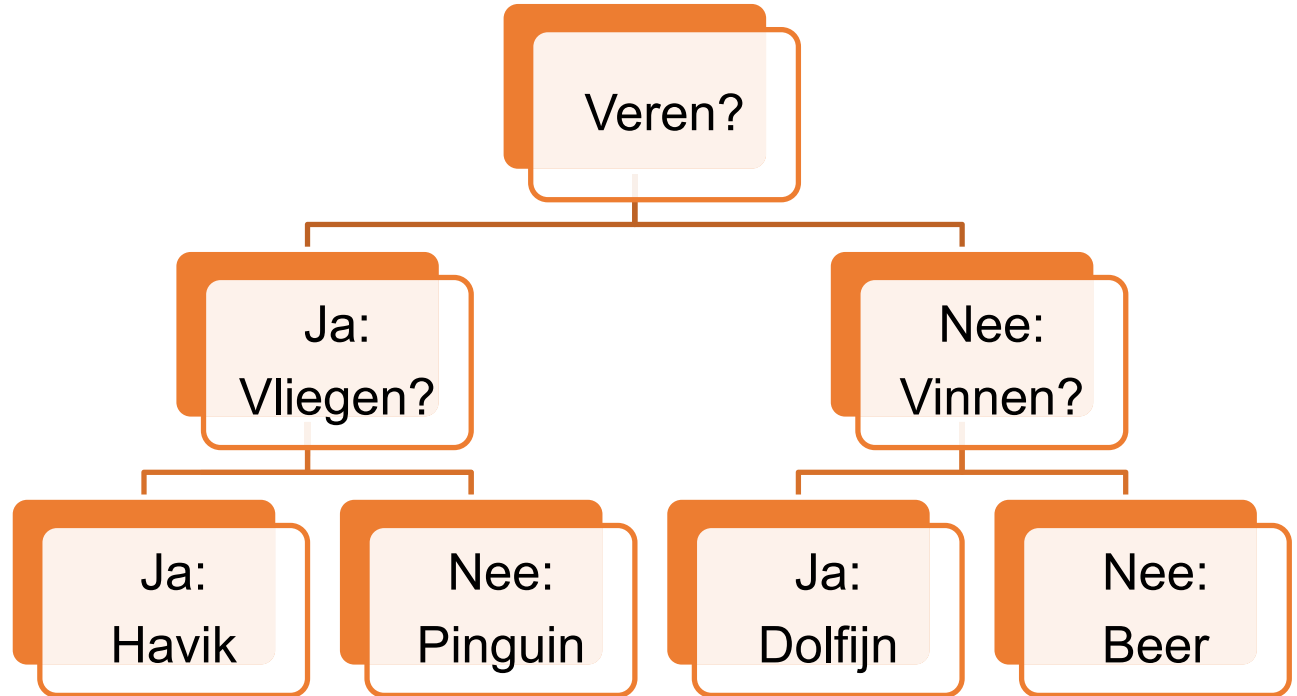 Veren?
Ja:
Vliegen?
Nee:
Vinnen?
Ja:
Havik
Nee:
Pinguin
Ja:
Dolfijn
Nee:
Beer